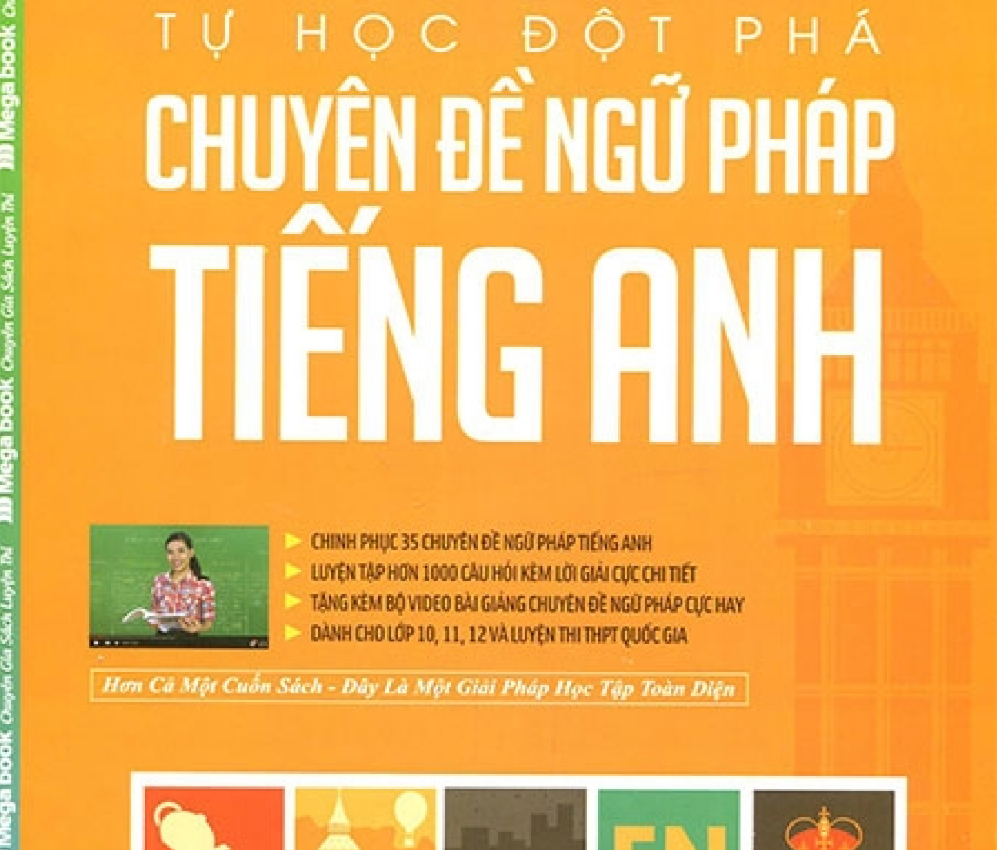 TỰ HỌC ĐỘT PHÁ
CHUYÊN ĐỀ NGỮ PHÁP
TIẾNG ANH
CHINH PHỤC 35 CHUYÊN ĐỀ NGỮ PHÁP TIẾNG ANH
LUYỆN TẬP HƠN 1000 CÂU HỎI KÈM LỜI GIẢI CỰC CHI TIẾT
TẶNG KÈM BỘ VIDEO BÀI GIẢNG CHUYÊN ĐỀ NGỮ PHÁP CỰC HAY
DÀNH CHO LỚP 10, 11, 12 VÀ LUYỆN THI THPT QUỐC GIA
Hơn Cả Một Cuốn Sách - Đây Là Một Giải Pháp Học Tập Toàn Diện
EN
Mega book Chuyên Gia Sách Luyện Thi Mega book Chuyên Gia Sách Luyện Thi Mega book